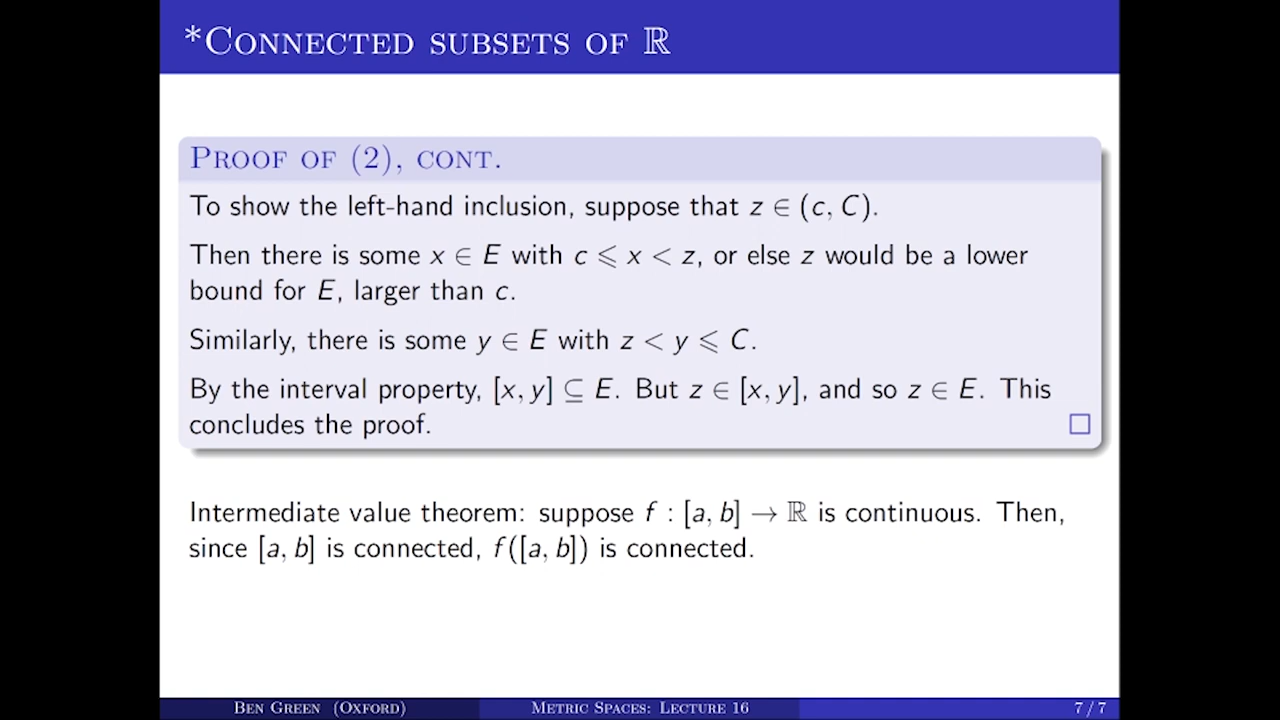 *Connected subsets of ℝ
Proof of (2), cont.
To show the left-hand inclusion, suppose that z ∈ (c, C).
Then there is some x ∈ E with c ⩽ x < z, or else z would be a lower
bound for E, larger than c.
Similarly, there is some y ∈ E with z < y ⩽ C.
By the interval property, [x, y] ⊆ E. But z ∈ [x, y], and so z ∈ E. This
concludes the proof. □
Intermediate value theorem: suppose f : [a, b] → ℝ is continuous. Then,
since [a, b] is connected, f([a, b]) is connected.
Ben Green (Oxford) Metric Spaces: Lecture 16 7 / 7